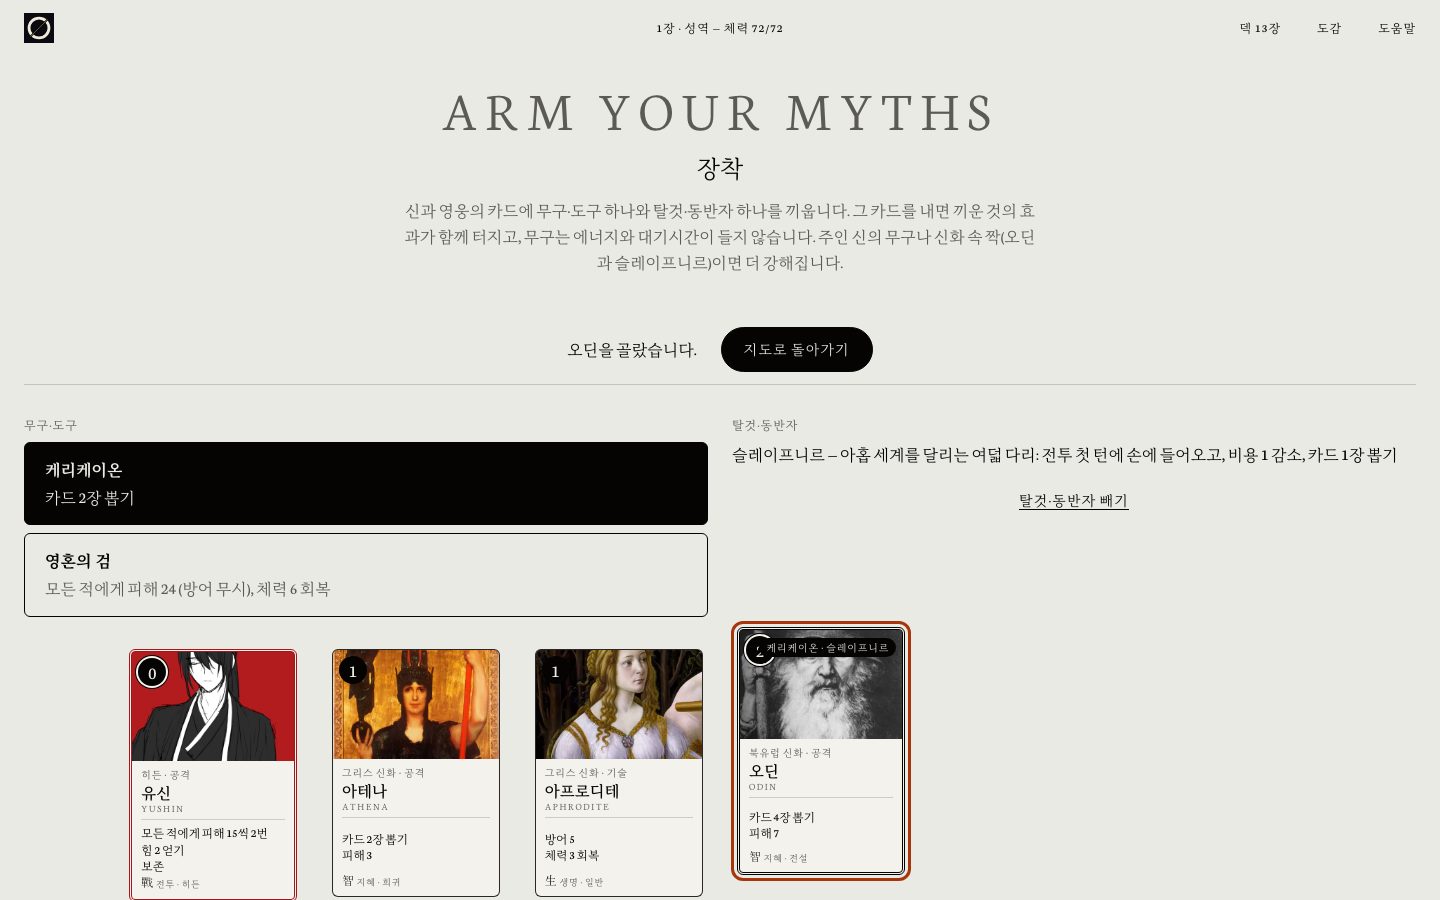 1장 · 성역 – 체력 72/72
덱 13장
도감
도움말
ARM YOUR MYTHS
장착
신과 영웅의 카드에 무구·도구 하나와 탈것·동반자 하나를 끼웁니다. 그 카드를 내면 끼운 것의 효
과가 함께 터지고, 무구는 에너지와 대기시간이 들지 않습니다. 주인 신의 무구나 신화 속 짝(오딘
과 슬레이프니르)이면 더 강해집니다.
오딘을 골랐습니다.
지도로 돌아가기
무구·도구
케리케이온
카드 2장 뽑기
영혼의 검
모든 적에게 피해 24 (방어 무시), 체력 6 회복
탈것·동반자
슬레이프니르 – 아홉 세계를 달리는 여덟 다리: 전투 첫 턴에 손에 들어오고, 비용 1 감소, 카드 1장 뽑기
탈것·동반자 빼기
0
히든 · 공격
유신
YUSHIN
모든 적에게 피해 15씩 2번
힘 2 얻기
보존
戰 전투 · 히든
1
그리스 신화 · 공격
아테나
ATHENA
카드 2장 뽑기
피해 3
智 지혜 · 희귀
1
그리스 신화 · 기술
아프로디테
APHRODITE
방어 5
체력 3 회복
生 생명 · 일반
2
케리케이온 · 슬레이프니르
북유럽 신화 · 공격
오딘
ODIN
카드 4장 뽑기
피해 7
智 지혜 · 전설